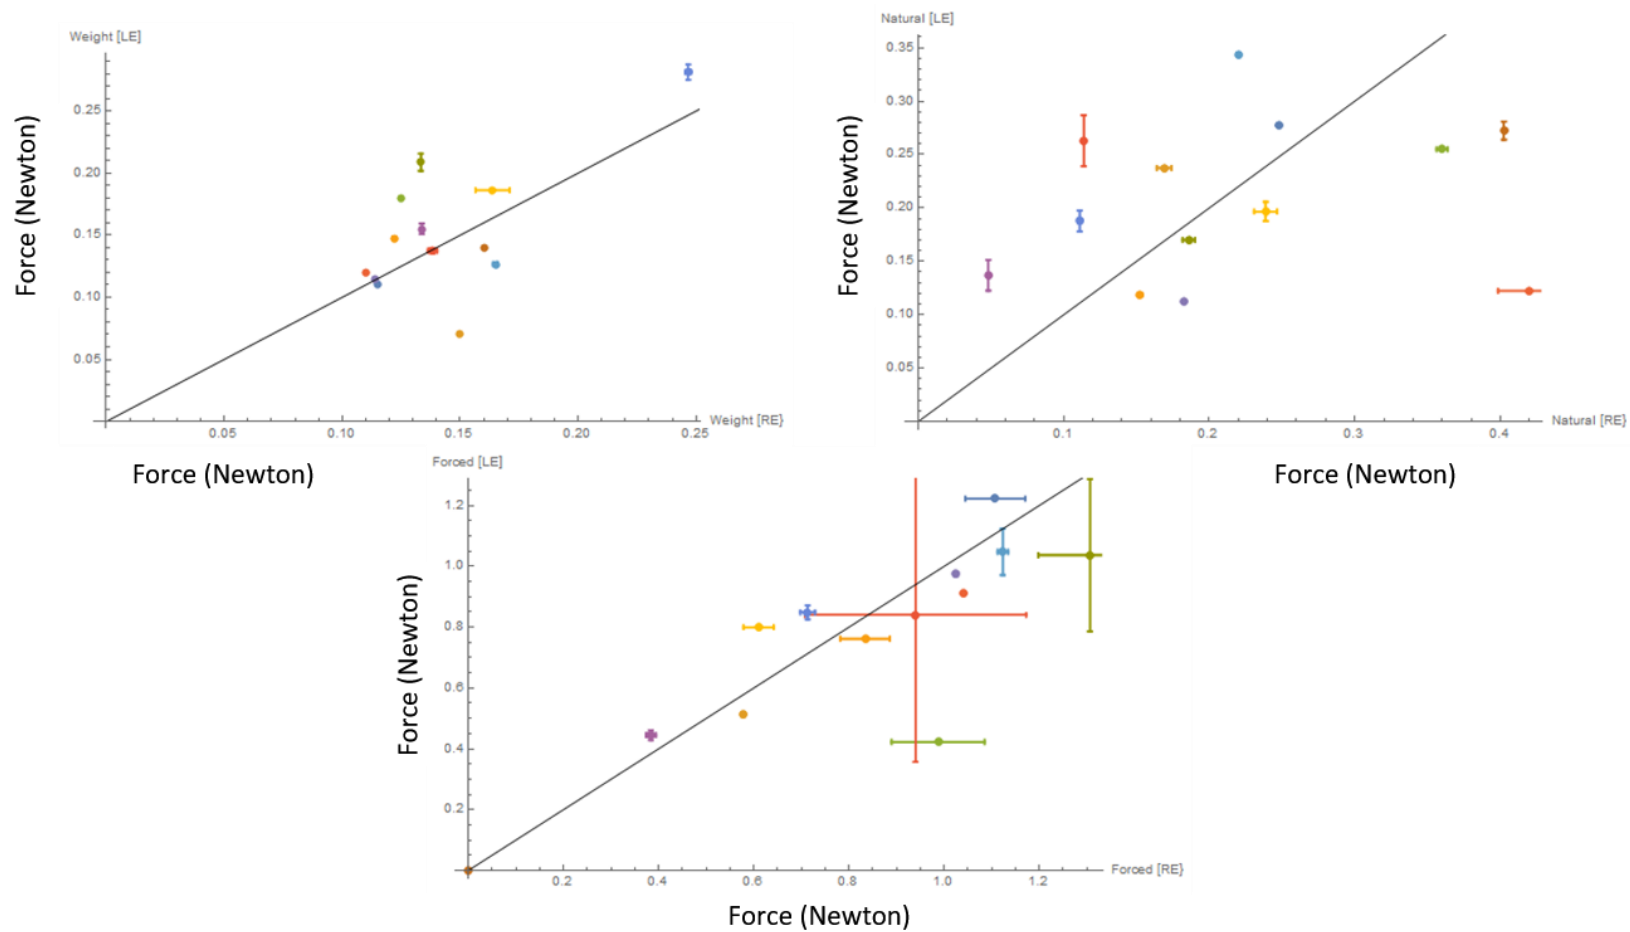 Weight [LE]
Force (Newton)
0.25
0.20
0.15
0.10
0.05
0.05 0.10 0.15 0.20 0.25
Weight [RE}
Force (Newton)
Natural [LE]
Force (Newton)
0.35
0.30
0.25
0.20
0.15
0.10
0.05
0.1 0.2 0.3 0.4
Natural [RE}
Force (Newton)
Forced [LE]
Force (Newton)
1.2
1.0
0.8
0.6
0.4
0.2
0.2 0.4 0.6 0.8 1.0 1.2
Forced [RE}
Force (Newton)